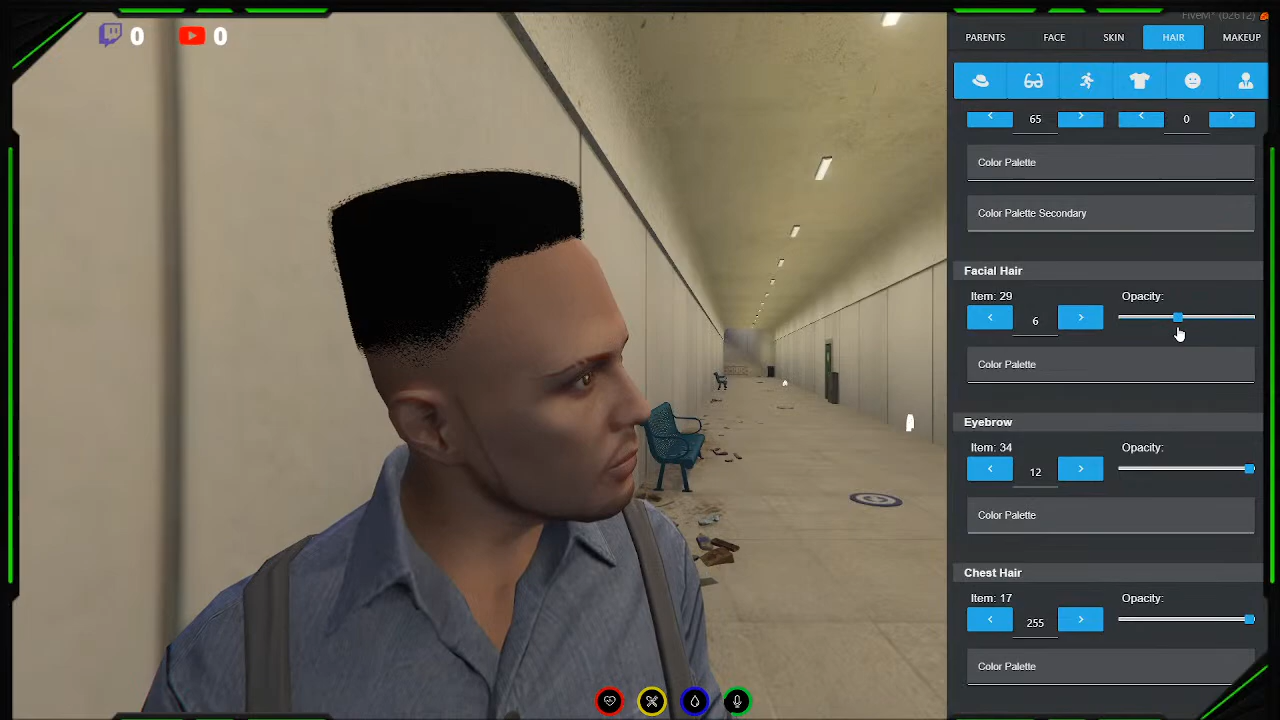 0 0
FiveM® (b2612)
PARENTS FACE SKIN HAIR MAKEUP
< 65 > < 0 >
Color Palette
Color Palette Secondary
Facial Hair
Item: 29 Opacity:
< 6 >
Color Palette
Eyebrow
Item: 34 Opacity:
< 12 >
Color Palette
Chest Hair
Item: 17 Opacity:
< 255 >
Color Palette